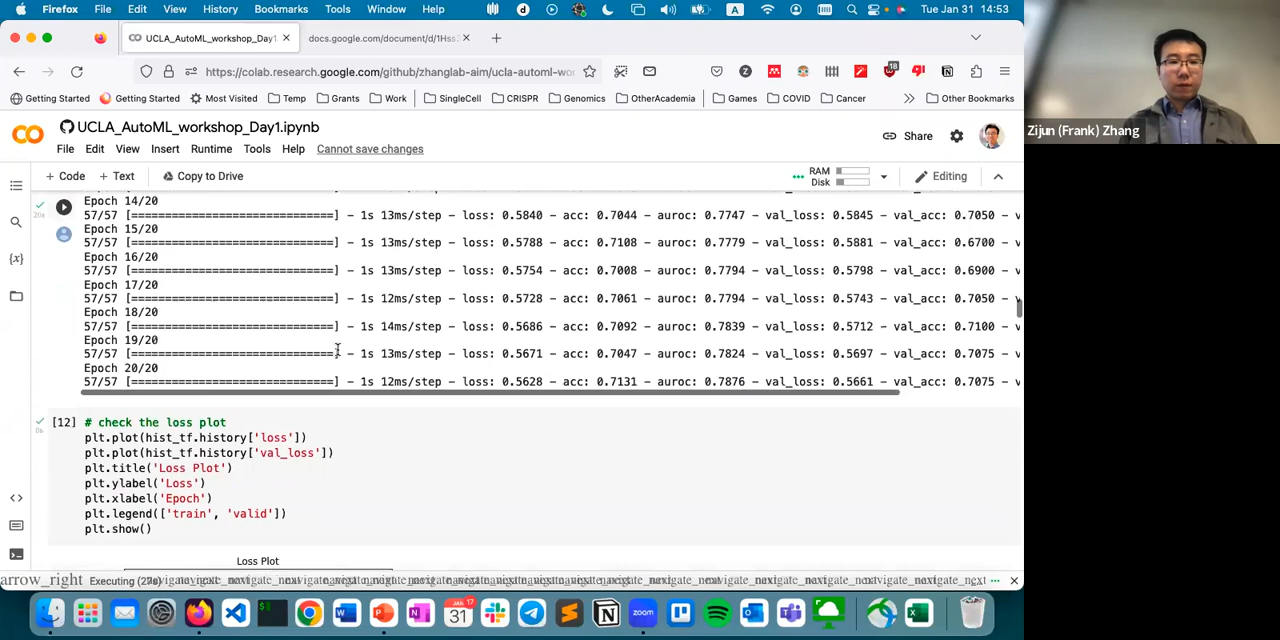 Firefox File Edit View History Bookmarks Tools Window Help Tue Jan 31 14:53
UCLA_AutoML_workshop_Day1 docs.google.com/document/d/1Hss
https://colab.research.google.com/github/zhanglab-aim/ucla-automl-wo
Getting Started Getting Started Most Visited Temp Grants Work SingleCell CRISPR Genomics OtherAcademia Games COVID Cancer Other Bookmarks
Zijun (Frank) Zhang
UCLA_AutoML_workshop_Day1.ipynb
Share
File Edit View Insert Runtime Tools Help Cannot save changes
+ Code + Text Copy to Drive RAM Disk Editing
Epoch 14/20
57/57 [==============================] - 1s 13ms/step - loss: 0.5840 - acc: 0.7044 - auroc: 0.7747 - val_loss: 0.5845 - val_acc: 0.7050 - v
Epoch 15/20
57/57 [==============================] - 1s 13ms/step - loss: 0.5788 - acc: 0.7108 - auroc: 0.7779 - val_loss: 0.5881 - val_acc: 0.6700 - v
Epoch 16/20
57/57 [==============================] - 1s 13ms/step - loss: 0.5754 - acc: 0.7008 - auroc: 0.7794 - val_loss: 0.5798 - val_acc: 0.6900 - v
Epoch 17/20
57/57 [==============================] - 1s 12ms/step - loss: 0.5728 - acc: 0.7061 - auroc: 0.7794 - val_loss: 0.5743 - val_acc: 0.7050 - v
Epoch 18/20
57/57 [==============================] - 1s 14ms/step - loss: 0.5686 - acc: 0.7092 - auroc: 0.7839 - val_loss: 0.5712 - val_acc: 0.7100 - v
Epoch 19/20
57/57 [==============================] - 1s 13ms/step - loss: 0.5671 - acc: 0.7047 - auroc: 0.7824 - val_loss: 0.5697 - val_acc: 0.7075 - v
Epoch 20/20
57/57 [==============================] - 1s 12ms/step - loss: 0.5628 - acc: 0.7131 - auroc: 0.7876 - val_loss: 0.5661 - val_acc: 0.7075 - v
[12] # check the loss plot
plt.plot(hist_tf.history['loss'])
plt.plot(hist_tf.history['val_loss'])
plt.title('Loss Plot')
plt.ylabel('Loss')
plt.xlabel('Epoch')
plt.legend(['train', 'valid'])
plt.show()
Loss Plot
arrow_right Executing (27s)
JAN 17 31 zoom